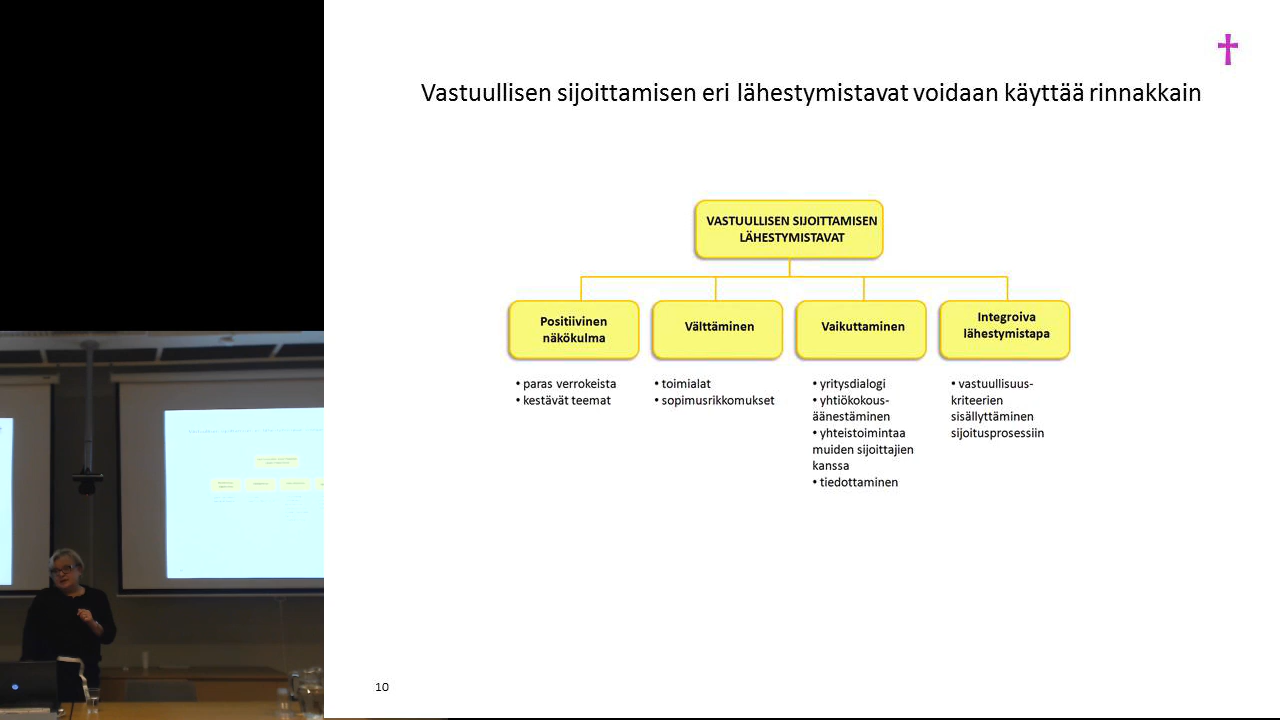 Vastuullisen sijoittamisen eri lähestymistavat voidaan käyttää rinnakkain
VASTUULLISEN SIJOITTAMISEN
LÄHESTYMISTAVAT
Positiivinen
näkökulma
• paras verrokeista
• kestävät teemat
Välttäminen
• toimialat
• sopimusrikkomukset
Vaikuttaminen
• yritysdialogi
• yhtiökokous-
äänestäminen
• yhteistoimintaa
muiden sijoittajien
kanssa
• tiedottaminen
Integroiva
lähestymistapa
• vastuullisuus-
kriteerien
sisällyttäminen
sijoitusprosessiin
10